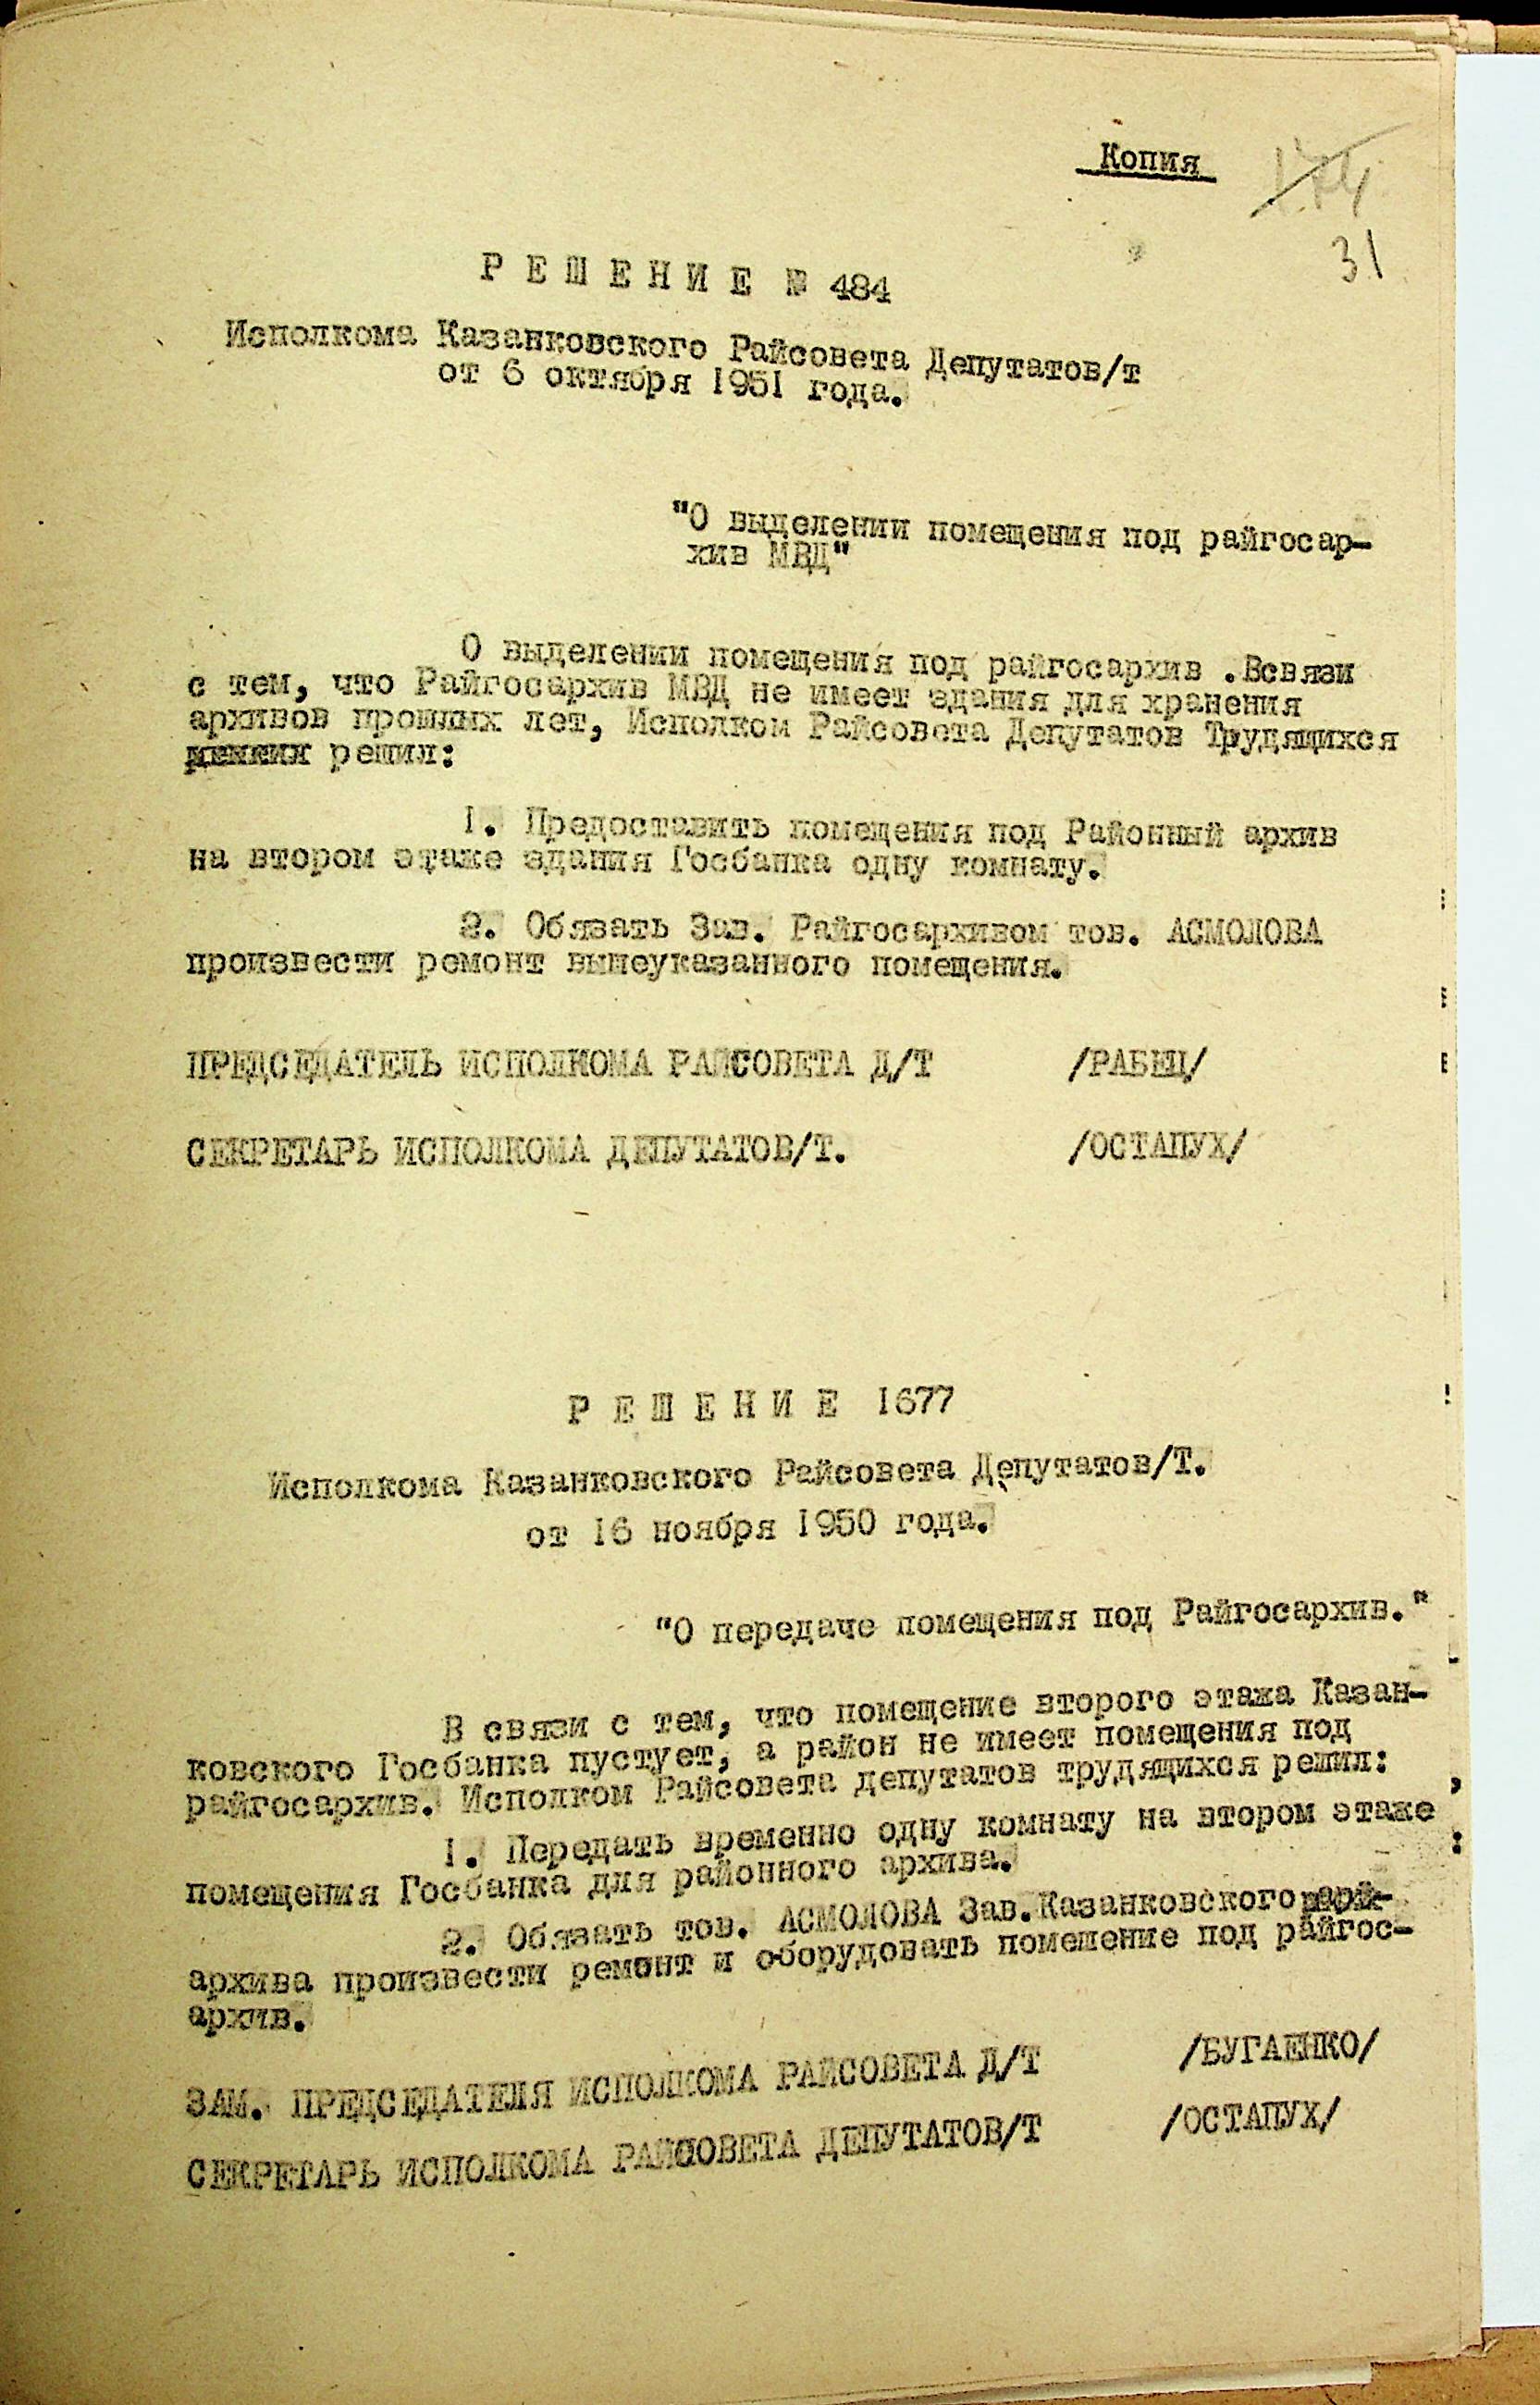 Копия
174
31
Р Е Ш Е Н И Е № 484
Исполкома Казанковского Райсовета Депутатов/т
от 6 октября 1951 года.
"О выделении помещения под райгосар-
хив МВД"
О выделении помещения под райгосархив .Всвязи
с тем, что Райгосархив МВД не имеет здания для хранения
архивов прошлых лет, Исполком Райсовета Депутатов Трудящихся
решил:
1. Предоставить помещения под Районный архив
на втором этаже здания Госбанка одну комнату.
2. Обязать Зав. Райгосархивом тов. АСМОЛОВА
произвести ремонт вышеуказанного помещения.
ПРЕДСЕДАТЕЛЬ ИСПОЛКОМА РАЙСОВЕТА Д/Т /РАБЕЦ/
СЕКРЕТАРЬ ИСПОЛКОМА ДЕПУТАТОВ/Т. /ОСТАПУХ/
Р Е Ш Е Н И Е 1677
Исполкома Казанковского Райсовета Депутатов/Т.
от 16 ноября 1950 года.
"О передаче помещения под Райгосархив."
В связи с тем, что помещение второго этажа Казан-
ковского Госбанка пустует, а район не имеет помещения под
райгосархив. Исполком Райсовета депутатов трудящихся решил:
1. Передать временно одну комнату на втором этаже
помещения Госбанка для районного архива.
2. Обязать тов. АСМОЛОВА Зав.Казанковского
архива произвести ремонт и оборудовать помещение под райгос-
архив.
ЗАМ. ПРЕДСЕДАТЕЛЯ ИСПОЛКОМА РАЙСОВЕТА Д/Т /БУГАЕНКО/
СЕКРЕТАРЬ ИСПОЛКОМА РАЙСОВЕТА ДЕПУТАТОВ/Т /ОСТАПУХ/